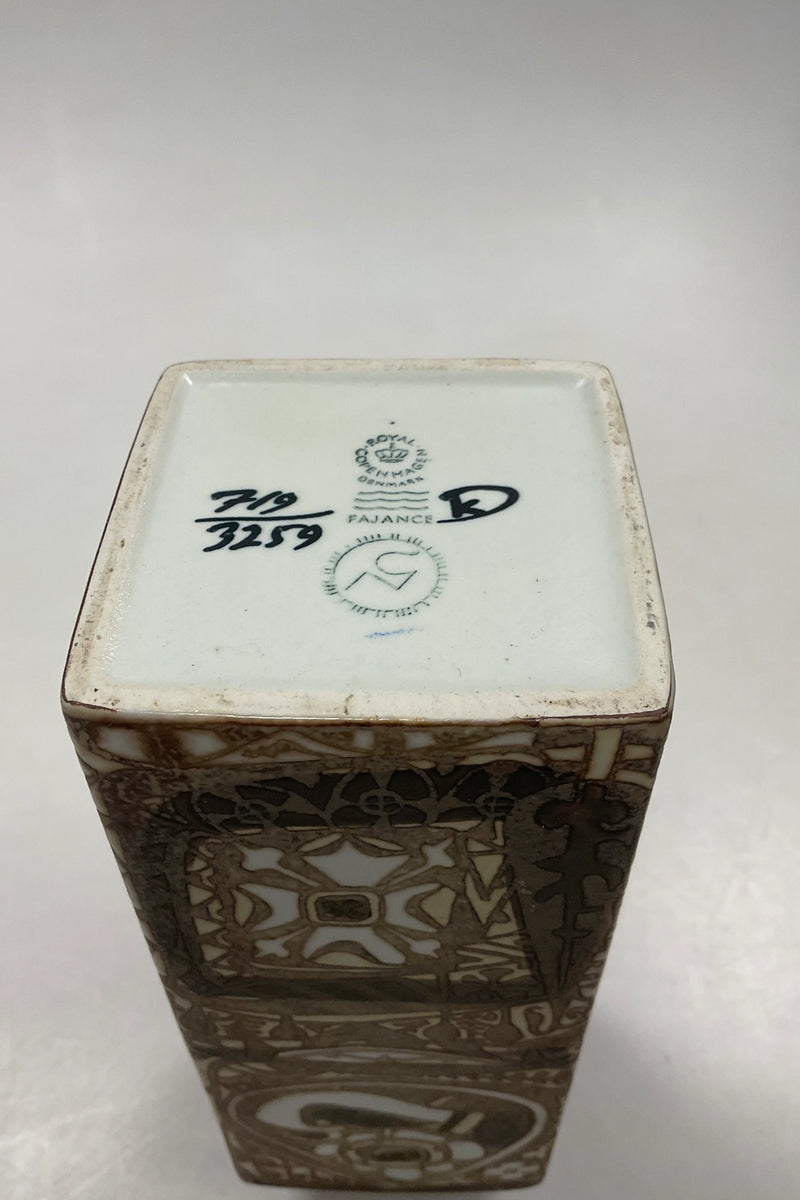 ROYAL COPENHAGEN
DENMARK
FAJANCE
719
3259